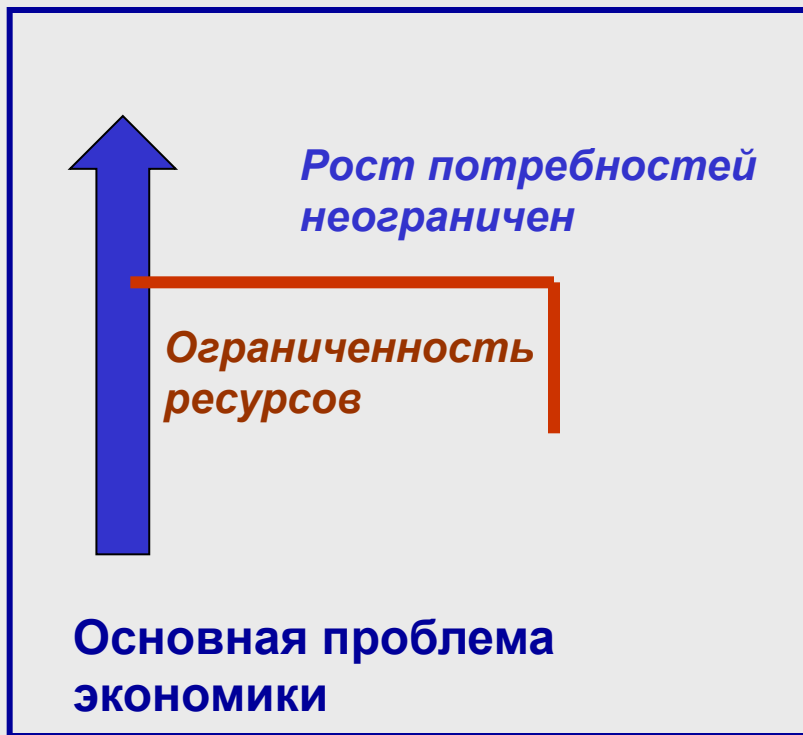 Рост потребностей
неограничен
Ограниченность
ресурсов
Основная проблема
экономики